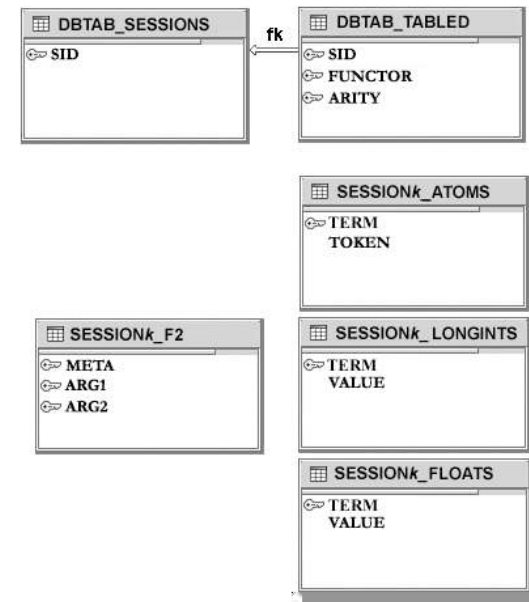 DBTAB_SESSIONS
SID
fk
DBTAB_TABLED
SID
FUNCTOR
ARITY
SESSIONk_ATOMS
TERM
TOKEN
SESSIONk_F2
META
ARG1
ARG2
SESSIONk_LONGINTS
TERM
VALUE
SESSIONk_FLOATS
TERM
VALUE